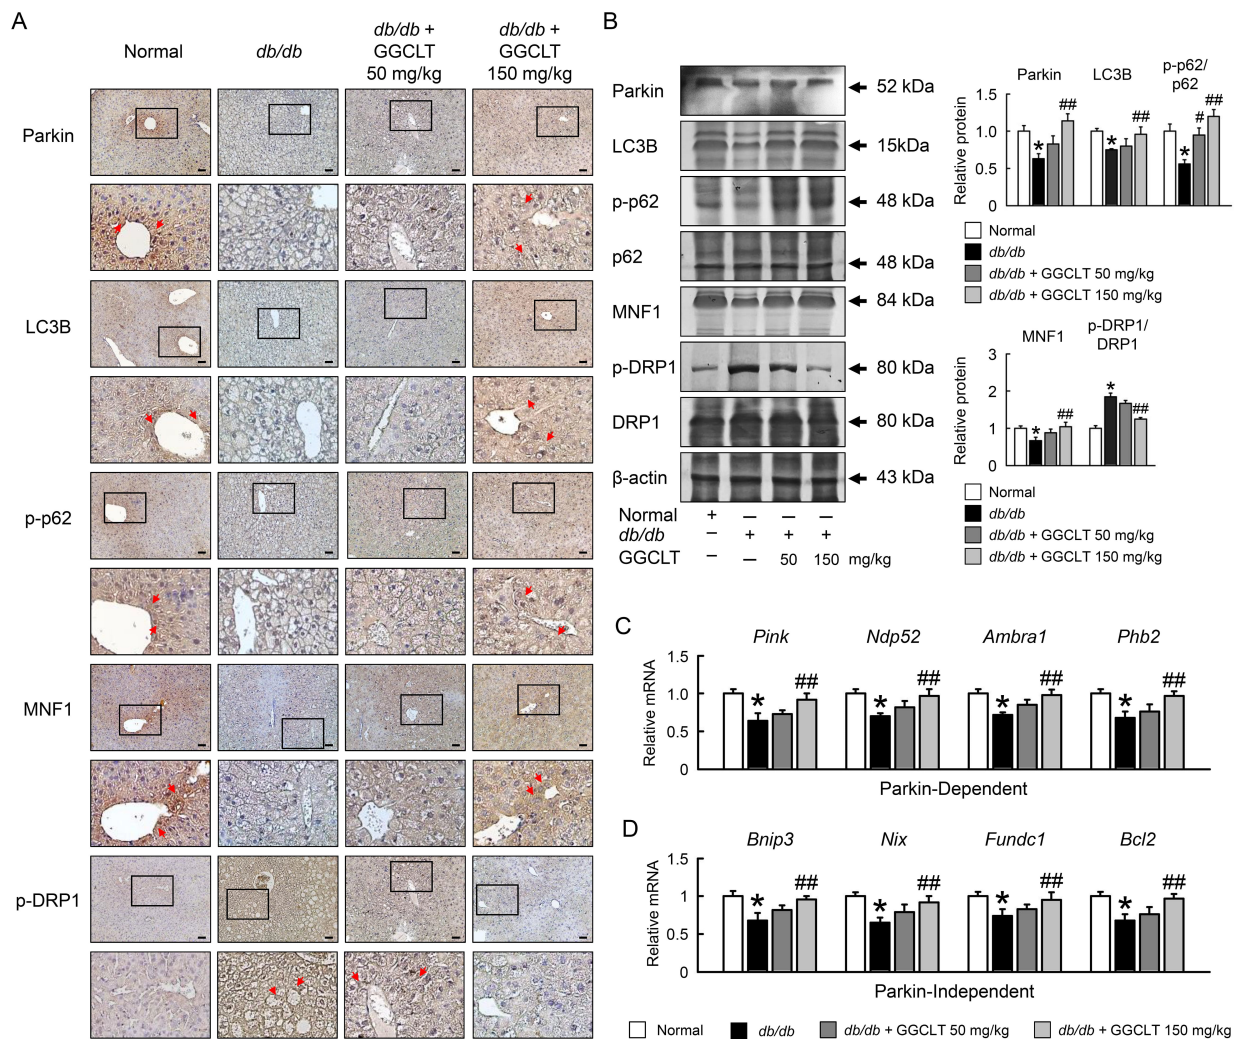 A
Normal
db/db
db/db +
GGCLT
50 mg/kg
db/db +
GGCLT
150 mg/kg
Parkin
LC3B
p-p62
MNF1
p-DRP1
B
Parkin
52 kDa
LC3B
15kDa
p-p62
48 kDa
p62
48 kDa
MNF1
84 kDa
p-DRP1
80 kDa
DRP1
80 kDa
β-actin
43 kDa
Normal + – – –
db/db – + + +
GGCLT – – 50 150 mg/kg
Parkin LC3B p-p62/
p62
Relative protein
1.5
1.0
0.5
0
* ## * ## * # ##
Normal
db/db
db/db + GGCLT 50 mg/kg
db/db + GGCLT 150 mg/kg
MNF1 p-DRP1/
DRP1
Relative protein
3
2
1
0
* ## * ##
Normal
db/db
db/db + GGCLT 50 mg/kg
db/db + GGCLT 150 mg/kg
C
Pink Ndp52 Ambra1 Phb2
Relative mRNA
1.5
1.0
0.5
0
* ## * ## * ## * ##
Parkin-Dependent
D
Bnip3 Nix Fundc1 Bcl2
Relative mRNA
1.5
1.0
0.5
0
* ## * ## * ## * ##
Parkin-Independent
Normal db/db db/db + GGCLT 50 mg/kg db/db + GGCLT 150 mg/kg